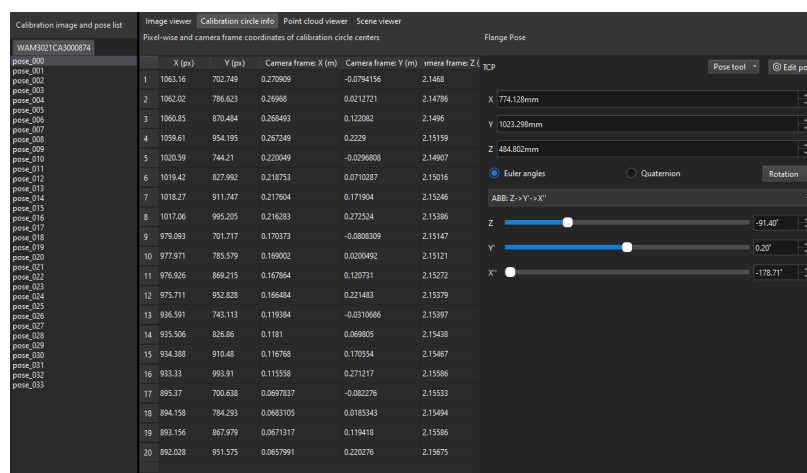 Calibration image and pose list
WAM3021CA3000874
pose_000
pose_001
pose_002
pose_003
pose_004
pose_005
pose_006
pose_007
pose_008
pose_009
pose_010
pose_011
pose_012
pose_013
pose_014
pose_015
pose_016
pose_017
pose_018
pose_019
pose_020
pose_021
pose_022
pose_023
pose_024
pose_025
pose_026
pose_027
pose_028
pose_029
pose_030
pose_031
pose_032
pose_033
Image viewer Calibration circle info Point cloud viewer Scene viewer
Pixel-wise and camera frame coordinates of calibration circle centers
X (px) Y (px) Camera frame: X (m) Camera frame: Y (m) amera frame: Z (
1 1063.16 702.749 0.270909 -0.0794156 2.1468
2 1062.02 786.623 0.26968 0.0212721 2.14786
3 1060.85 870.484 0.268493 0.122082 2.1496
4 1059.61 954.195 0.267249 0.2229 2.15159
5 1020.59 744.21 0.220049 -0.0296808 2.14907
6 1019.42 827.992 0.218753 0.0710287 2.15016
7 1018.27 911.747 0.217604 0.171904 2.15246
8 1017.06 995.205 0.216283 0.272524 2.15386
9 979.093 701.717 0.170373 -0.0808309 2.15147
10 977.971 785.579 0.169002 0.0200492 2.15121
11 976.926 869.215 0.167864 0.120731 2.15272
12 975.711 952.828 0.166484 0.221483 2.15379
13 936.591 743.113 0.119384 -0.0310686 2.15397
14 935.506 826.86 0.1181 0.069805 2.15438
15 934.388 910.48 0.116768 0.170554 2.15467
16 933.33 993.91 0.115558 0.271217 2.15586
17 895.37 700.638 0.0697837 -0.082276 2.15533
18 894.158 784.293 0.0683105 0.0185343 2.15494
19 893.156 867.979 0.0671317 0.119418 2.15586
20 892.028 951.575 0.0657991 0.220276 2.15675
Flange Pose
TCP Pose tool Edit po
X 774.128mm
Y 1023.298mm
Z 484.802mm
Euler angles Quaternion Rotation
ABB: Z->Y'->X''
Z -91.40°
Y' 0.20°
X'' -178.71°